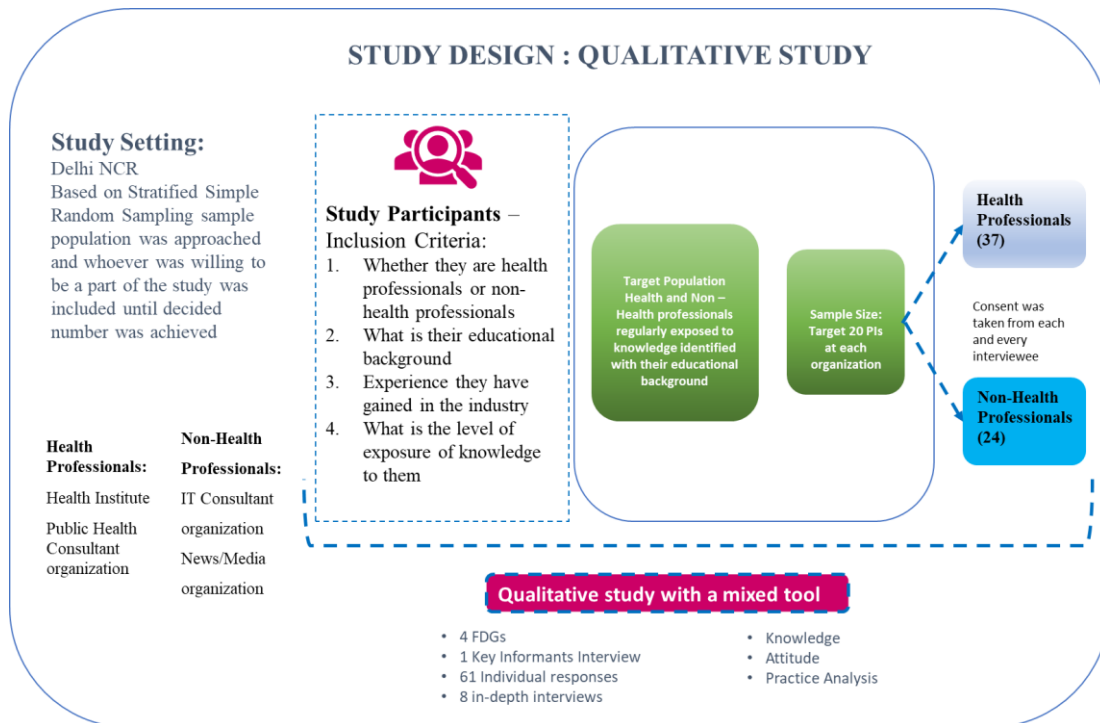 STUDY DESIGN : QUALITATIVE STUDY
Study Setting:
Delhi NCR
Based on Stratified Simple
Random Sampling sample
population was approached
and whoever was willing to
be a part of the study was
included until decided
number was achieved
Health
Professionals:
Health Institute
Public Health
Consultant
organization
Non-Health
Professionals:
IT Consultant
organization
News/Media
organization
Study Participants –
Inclusion Criteria:
1. Whether they are health
professionals or non-
health professionals
2. What is their educational
background
3. Experience they have
gained in the industry
4. What is the level of
exposure of knowledge
to them
Target Population
Health and Non –
Health professionals
regularly exposed to
knowledge identified
with their educational
background
Sample Size:
Target 20 PIs
at each
organization
Health
Professionals
(37)
Consent was
taken from each
and every
interviewee
Non-Health
Professionals
(24)
Qualitative study with a mixed tool
• 4 FDGs
• 1 Key Informants Interview
• 61 Individual responses
• 8 in-depth interviews
• Knowledge
• Attitude
• Practice Analysis